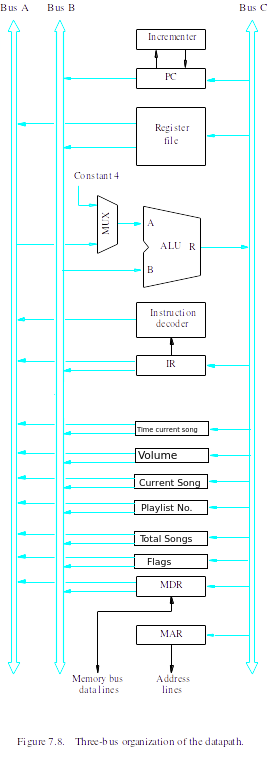 Bus A Bus B Bus C
Incrementer
PC
Register
file
Constant 4
MUX
A
ALU R
B
Instruction
decoder
IR
Time current song
Volume
Current Song
Playlist No.
Total Songs
Flags
MDR
MAR
Memory bus
data lines
Address
lines
Figure 7.8. Three-bus organization of the datapath.